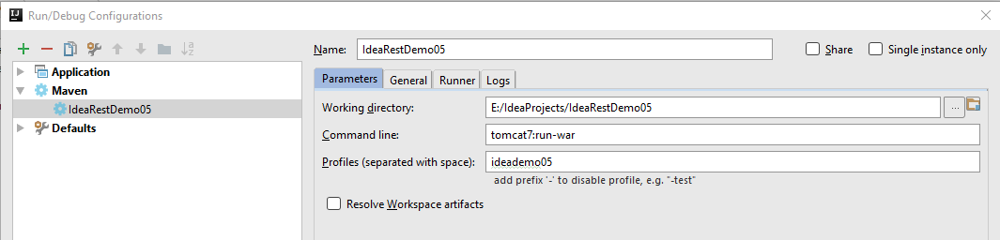 Run/Debug Configurations
Name: IdeaRestDemo05 Share Single instance only
Application
Maven
IdeaRestDemo05
Defaults
Parameters General Runner Logs
Working directory: E:/IdeaProjects/IdeaRestDemo05 ...
Command line: tomcat7:run-war
Profiles (separated with space): ideademo05
add prefix '-' to disable profile, e.g. "-test"
Resolve Workspace artifacts